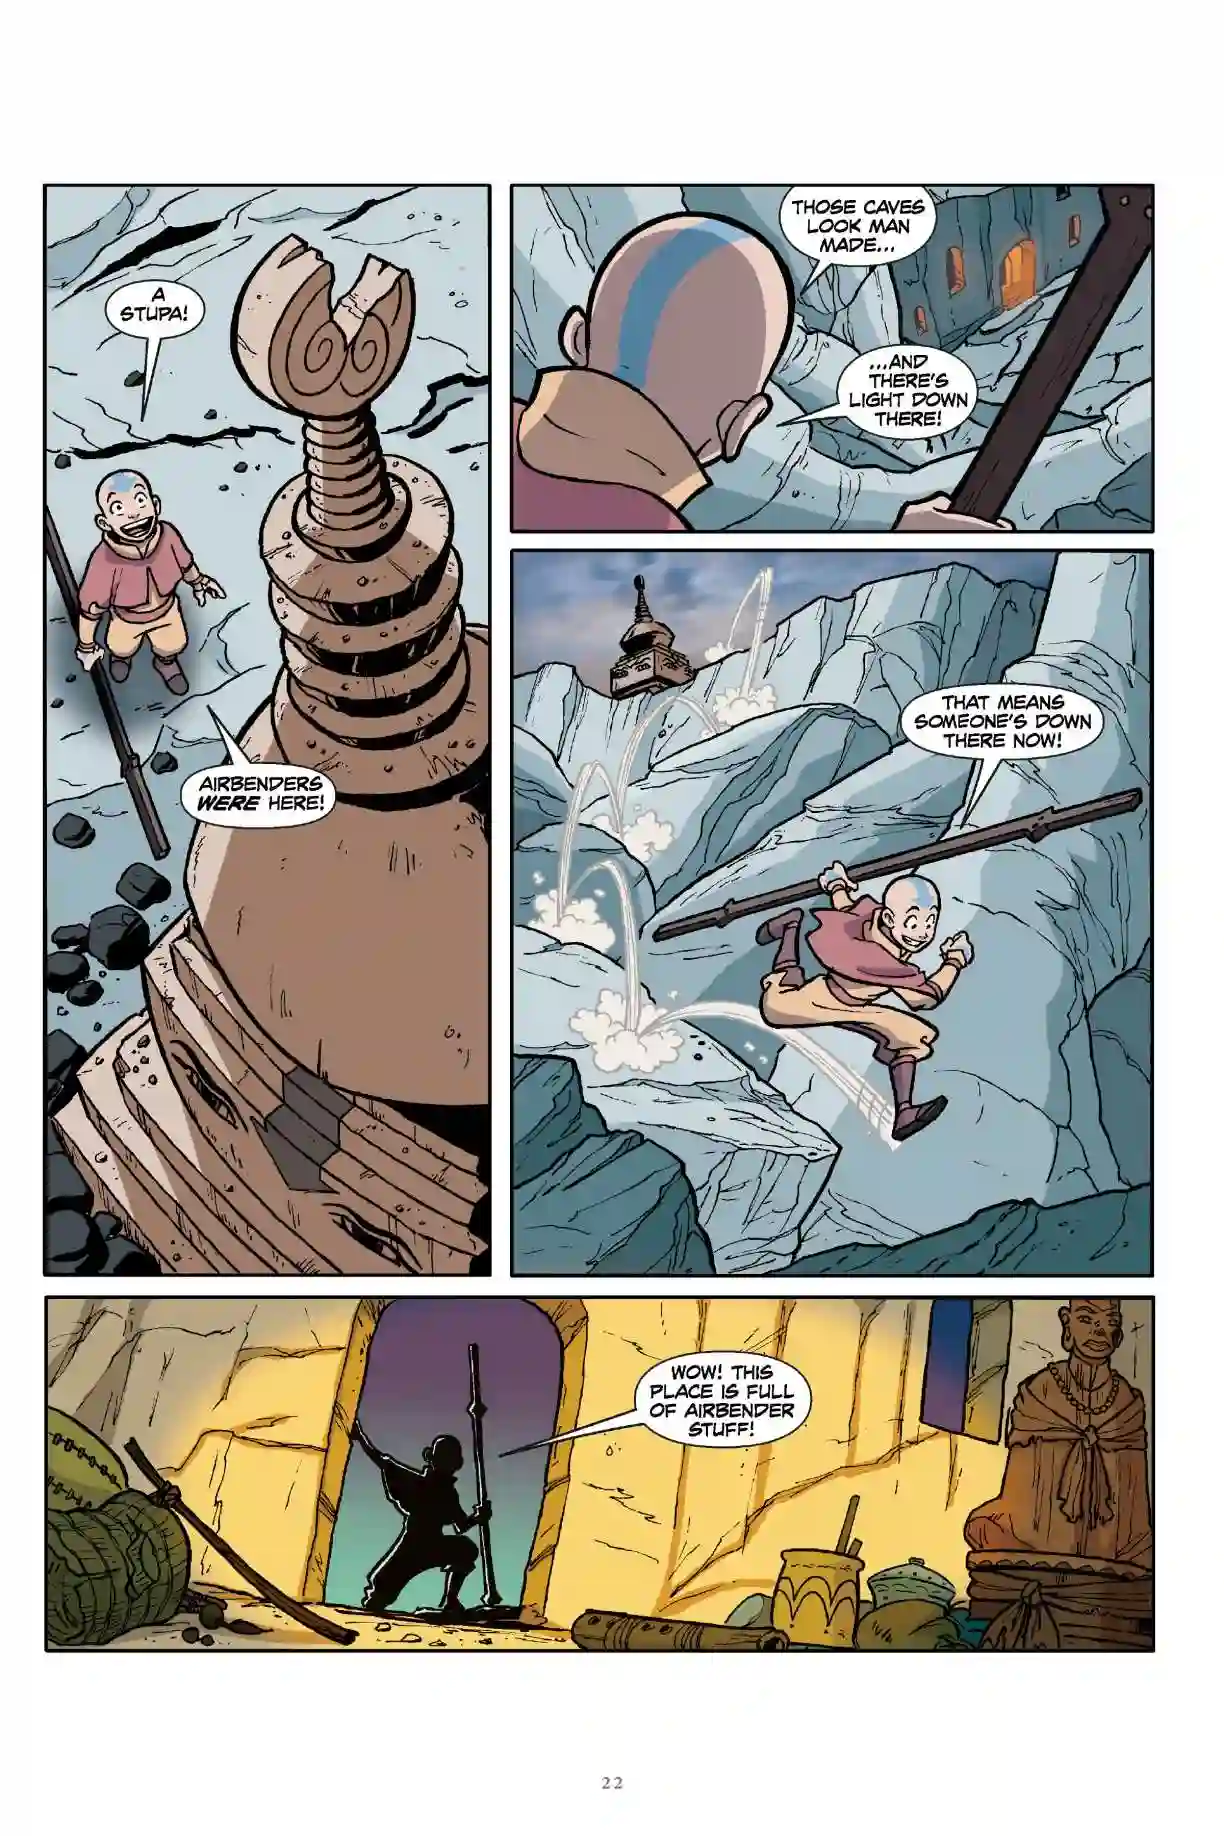 A
STUPA!
AIRBENDERS
WERE HERE!
THOSE CAVES
LOOK MAN
MADE...
...AND
THERE'S
LIGHT DOWN
THERE!
THAT MEANS
SOMEONE'S DOWN
THERE NOW!
WOW! THIS
PLACE IS FULL
OF AIRBENDER
STUFF!
22